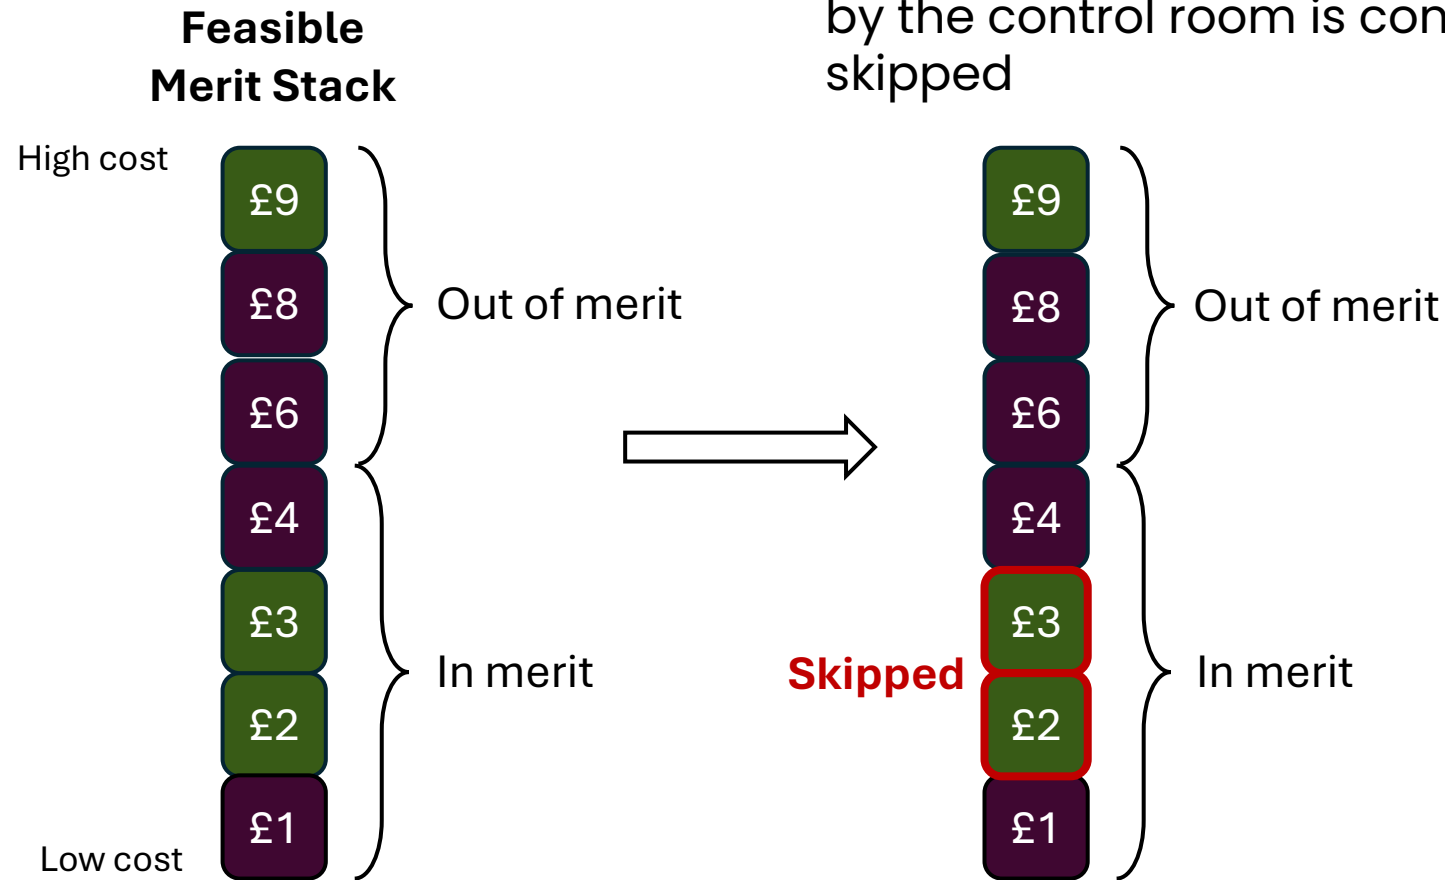 Feasible
Merit Stack
by the control room is con
skipped
High cost
£9
£8
£6
£4
£3
£2
£1
Low cost
Out of merit
In merit
Skipped
£9
£8
£6
£4
£3
£2
£1
Out of merit
In merit